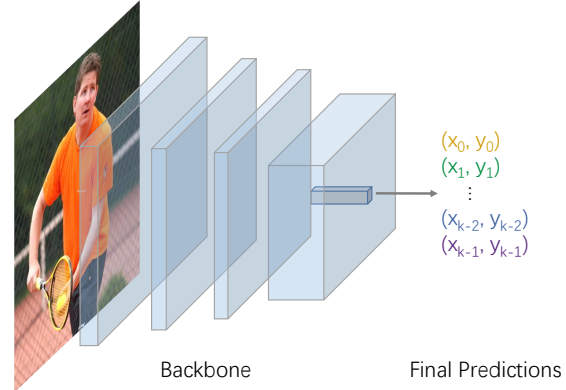 (x₀, y₀)
(x₁, y₁)
⋮
(xₖ₋₂, yₖ₋₂)
(xₖ₋₁, yₖ₋₁)
Backbone
Final Predictions